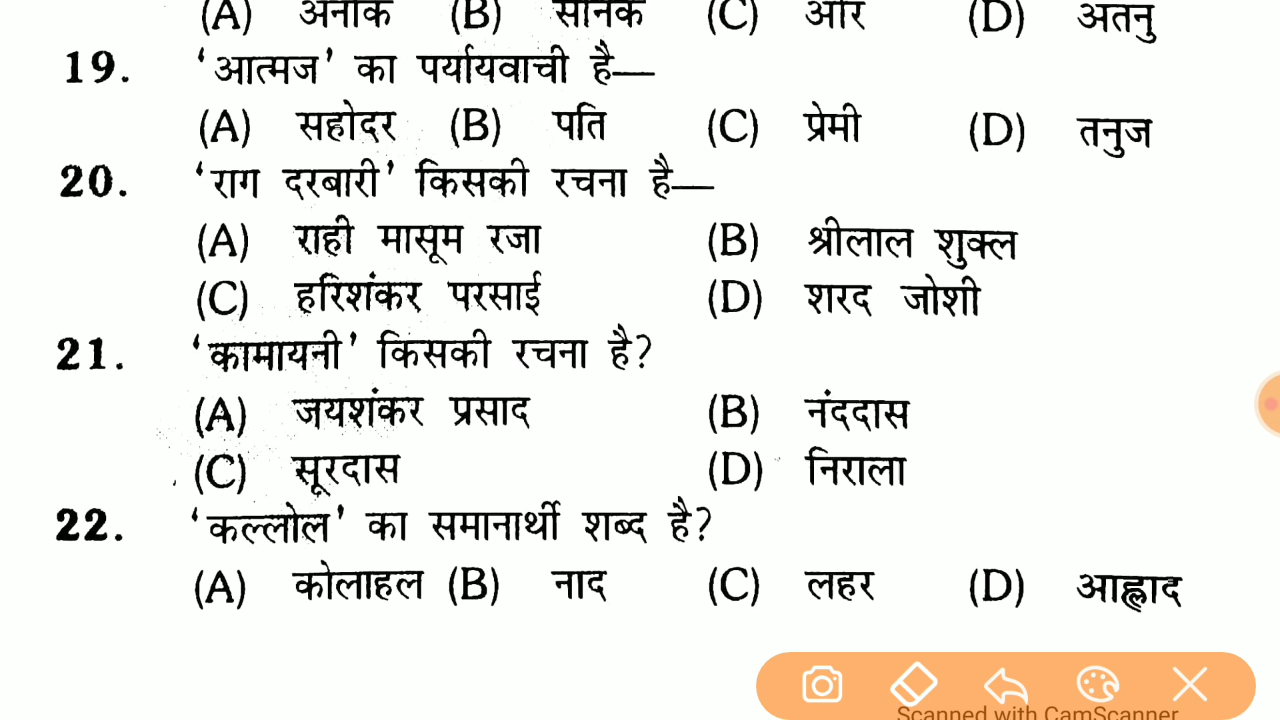 (A) अनीक (B) सैनिक (C) और (D) अतनु
19. ‘आत्मज’ का पर्यायवाची है—
(A) सहोदर (B) पति (C) प्रेमी (D) तनुज
20. ‘राग दरबारी’ किसकी रचना है—
(A) राही मासूम रजा (B) श्रीलाल शुक्ल
(C) हरिशंकर परसाई (D) शरद जोशी
21. ‘कामायनी’ किसकी रचना है?
(A) जयशंकर प्रसाद (B) नंददास
(C) सूरदास (D) निराला
22. ‘कल्लोल’ का समानार्थी शब्द है?
(A) कोलाहल (B) नाद (C) लहर (D) आह्लाद
Scanned with CamScanner